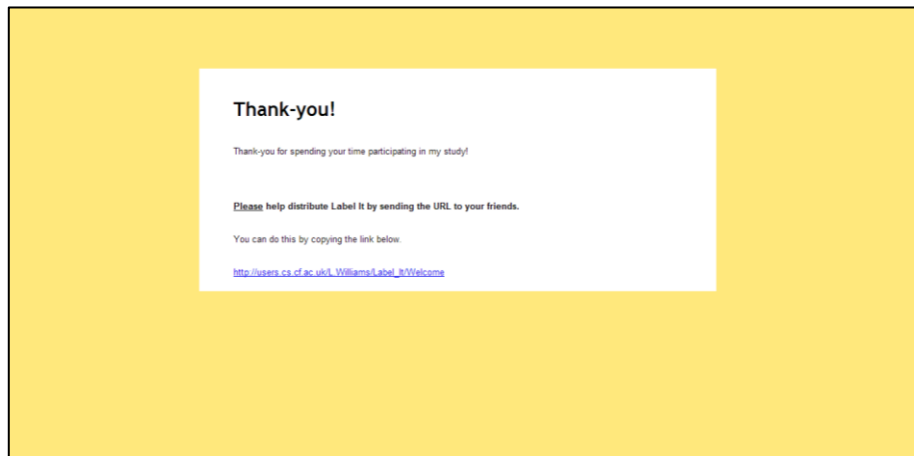 Thank-you!
Thank-you for spending your time participating in my study!
Please help distribute Label It by sending the URL to your friends.
You can do this by copying the link below.
http://users.cs.cf.ac.uk/L.Williams/Label_It/Welcome